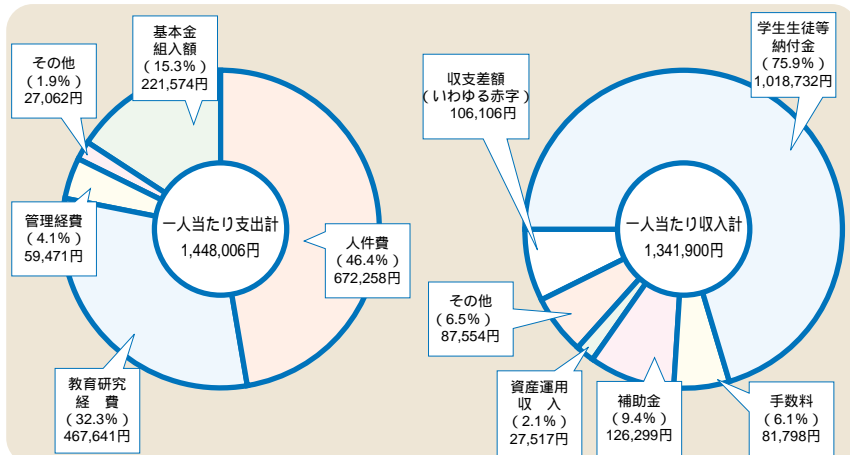 基本金
組入額
(15.3%)
221,574円
その他
(1.9%)
27,062円
管理経費
(4.1%)
59,471円
一人当たり支出計
1,448,006円
人件費
(46.4%)
672,258円
教育研究
経　費
(32.3%)
467,641円
学生生徒等
納付金
(75.9%)
1,018,732円
収支差額
(いわゆる赤字)
106,106円
一人当たり収入計
1,341,900円
その他
(6.5%)
87,554円
資産運用
収　入
(2.1%)
27,517円
補助金
(9.4%)
126,299円
手数料
(6.1%)
81,798円